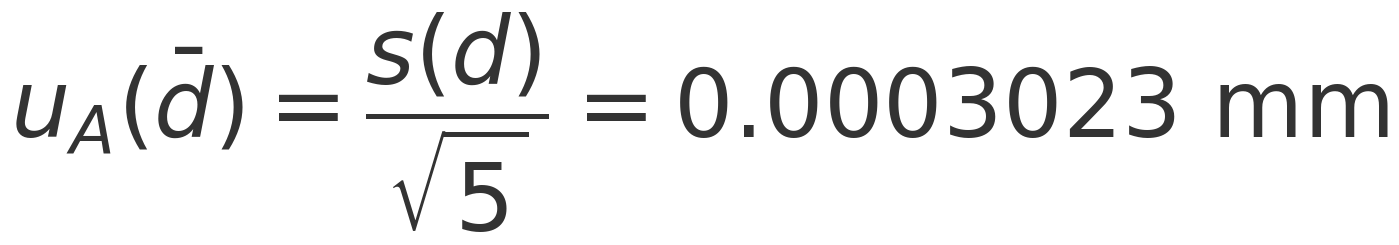 u_A(d̄) = s(d)/√5 = 0.0003023 mm